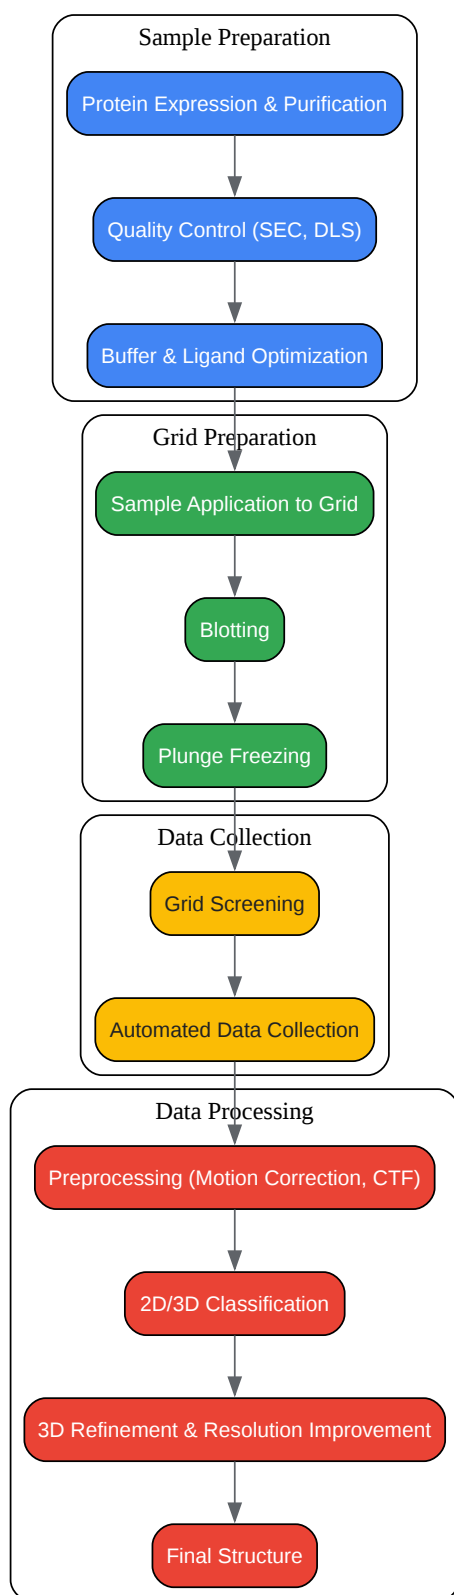 Sample Preparation
Protein Expression & Purification
Quality Control (SEC, DLS)
Buffer & Ligand Optimization
Grid Preparation
Sample Application to Grid
Blotting
Plunge Freezing
Data Collection
Grid Screening
Automated Data Collection
Data Processing
Preprocessing (Motion Correction, CTF)
2D/3D Classification
3D Refinement & Resolution Improvement
Final Structure